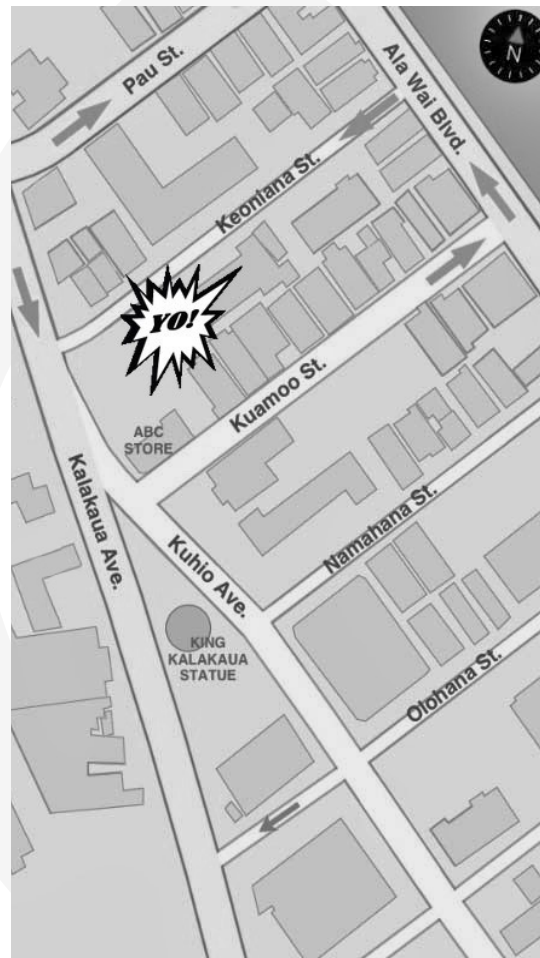 Pau St.
Ala Wai Blvd.
N
Keoniana St.
YO!
Kuamoo St.
ABC
STORE
Kalakaua Ave.
Kuhio Ave.
Namahana St.
KING
KALAKAUA
STATUE
Olohana St.